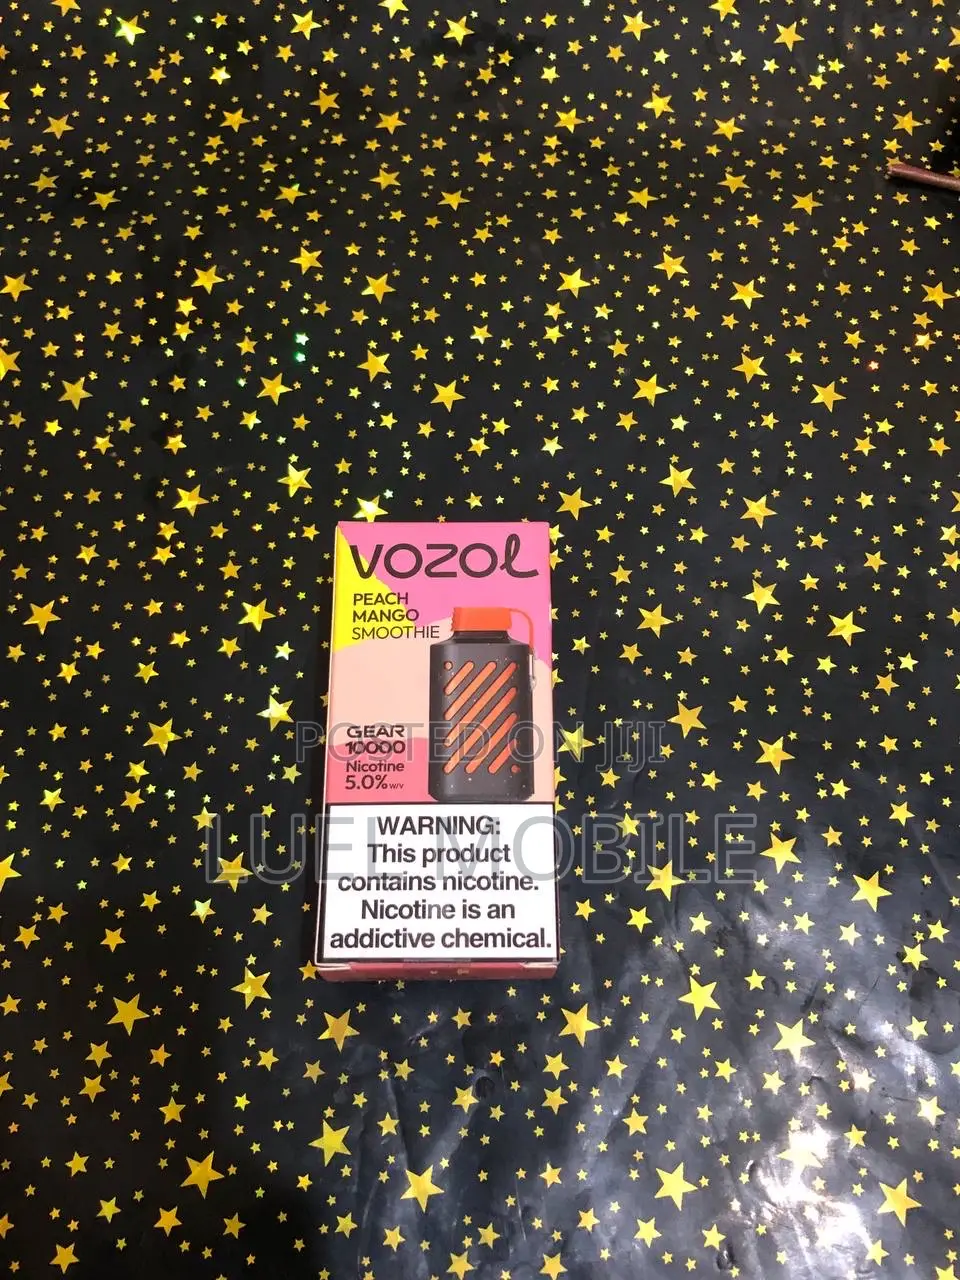 VOZOL
PEACH
MANGO
SMOOTHIE
GEAR
10000
Nicotine
5.0% w/v
POSTED ON JIJI
LUEL MOBILE
WARNING:
This product
contains nicotine.
Nicotine is an
addictive chemical.